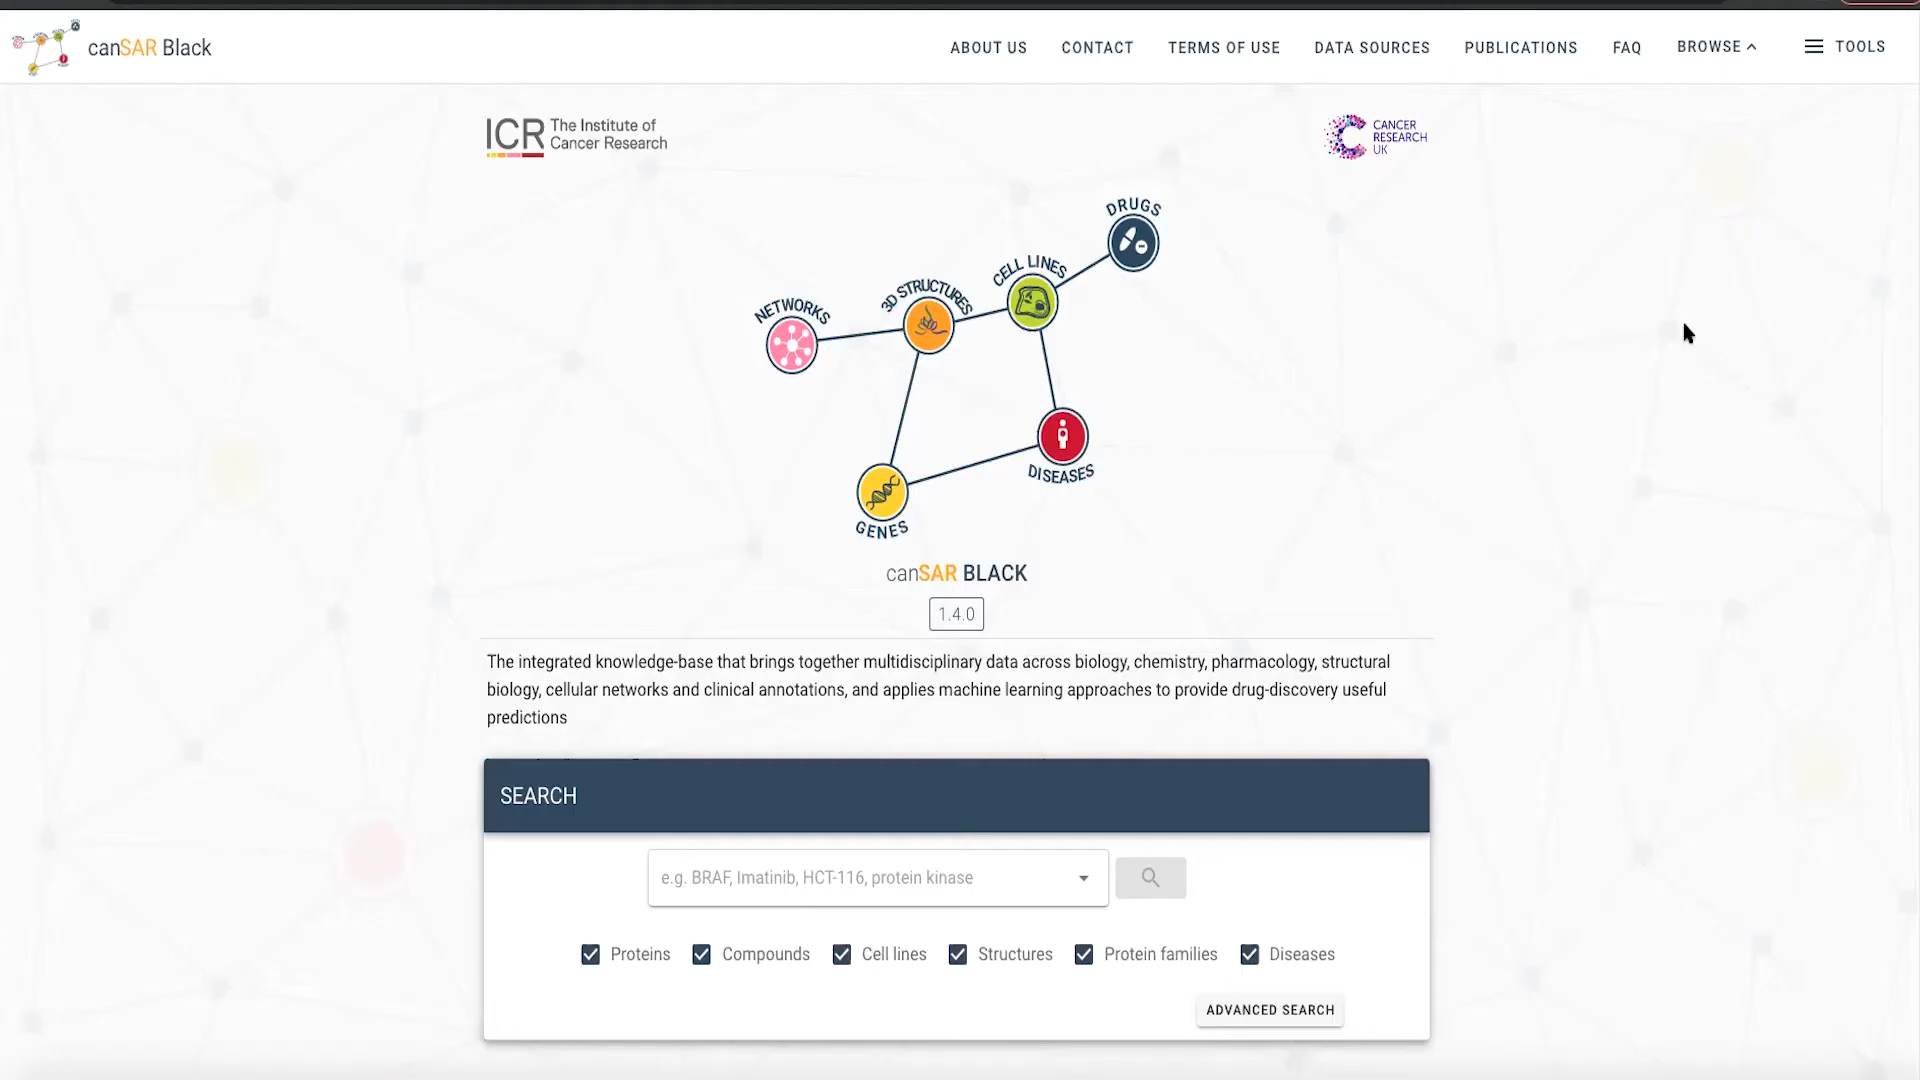 canSAR Black
ABOUT US
CONTACT
TERMS OF USE
DATA SOURCES
PUBLICATIONS
FAQ
BROWSE
TOOLS
ICR The Institute of
Cancer Research
CANCER
RESEARCH
UK
DRUGS
CELL LINES
3D STRUCTURES
NETWORKS
DISEASES
GENES
canSAR BLACK
1.4.0
The integrated knowledge-base that brings together multidisciplinary data across biology, chemistry, pharmacology, structural
biology, cellular networks and clinical annotations, and applies machine learning approaches to provide drug-discovery useful
predictions
SEARCH
e.g. BRAF, Imatinib, HCT-116, protein kinase
Proteins
Compounds
Cell lines
Structures
Protein families
Diseases
ADVANCED SEARCH